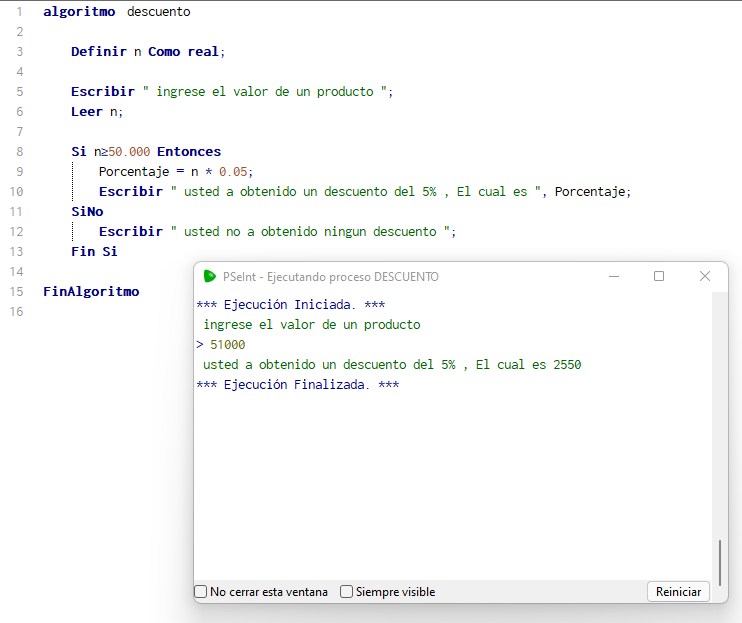 1 algoritmo descuento
2
3 Definir n Como real;
4
5 Escribir " ingrese el valor de un producto ";
6 Leer n;
7
8 Si n≥50.000 Entonces
9 Porcentaje = n * 0.05;
10 Escribir " usted a obtenido un descuento del 5% , El cual es ", Porcentaje;
11 SiNo
12 Escribir " usted no a obtenido ningun descuento ";
13 Fin Si
14
15 FinAlgoritmo
16
PSeInt - Ejecutando proceso DESCUENTO
*** Ejecución Iniciada. ***
ingrese el valor de un producto
> 51000
usted a obtenido un descuento del 5% , El cual es 2550
*** Ejecución Finalizada. ***
No cerrar esta ventana Siempre visible Reiniciar